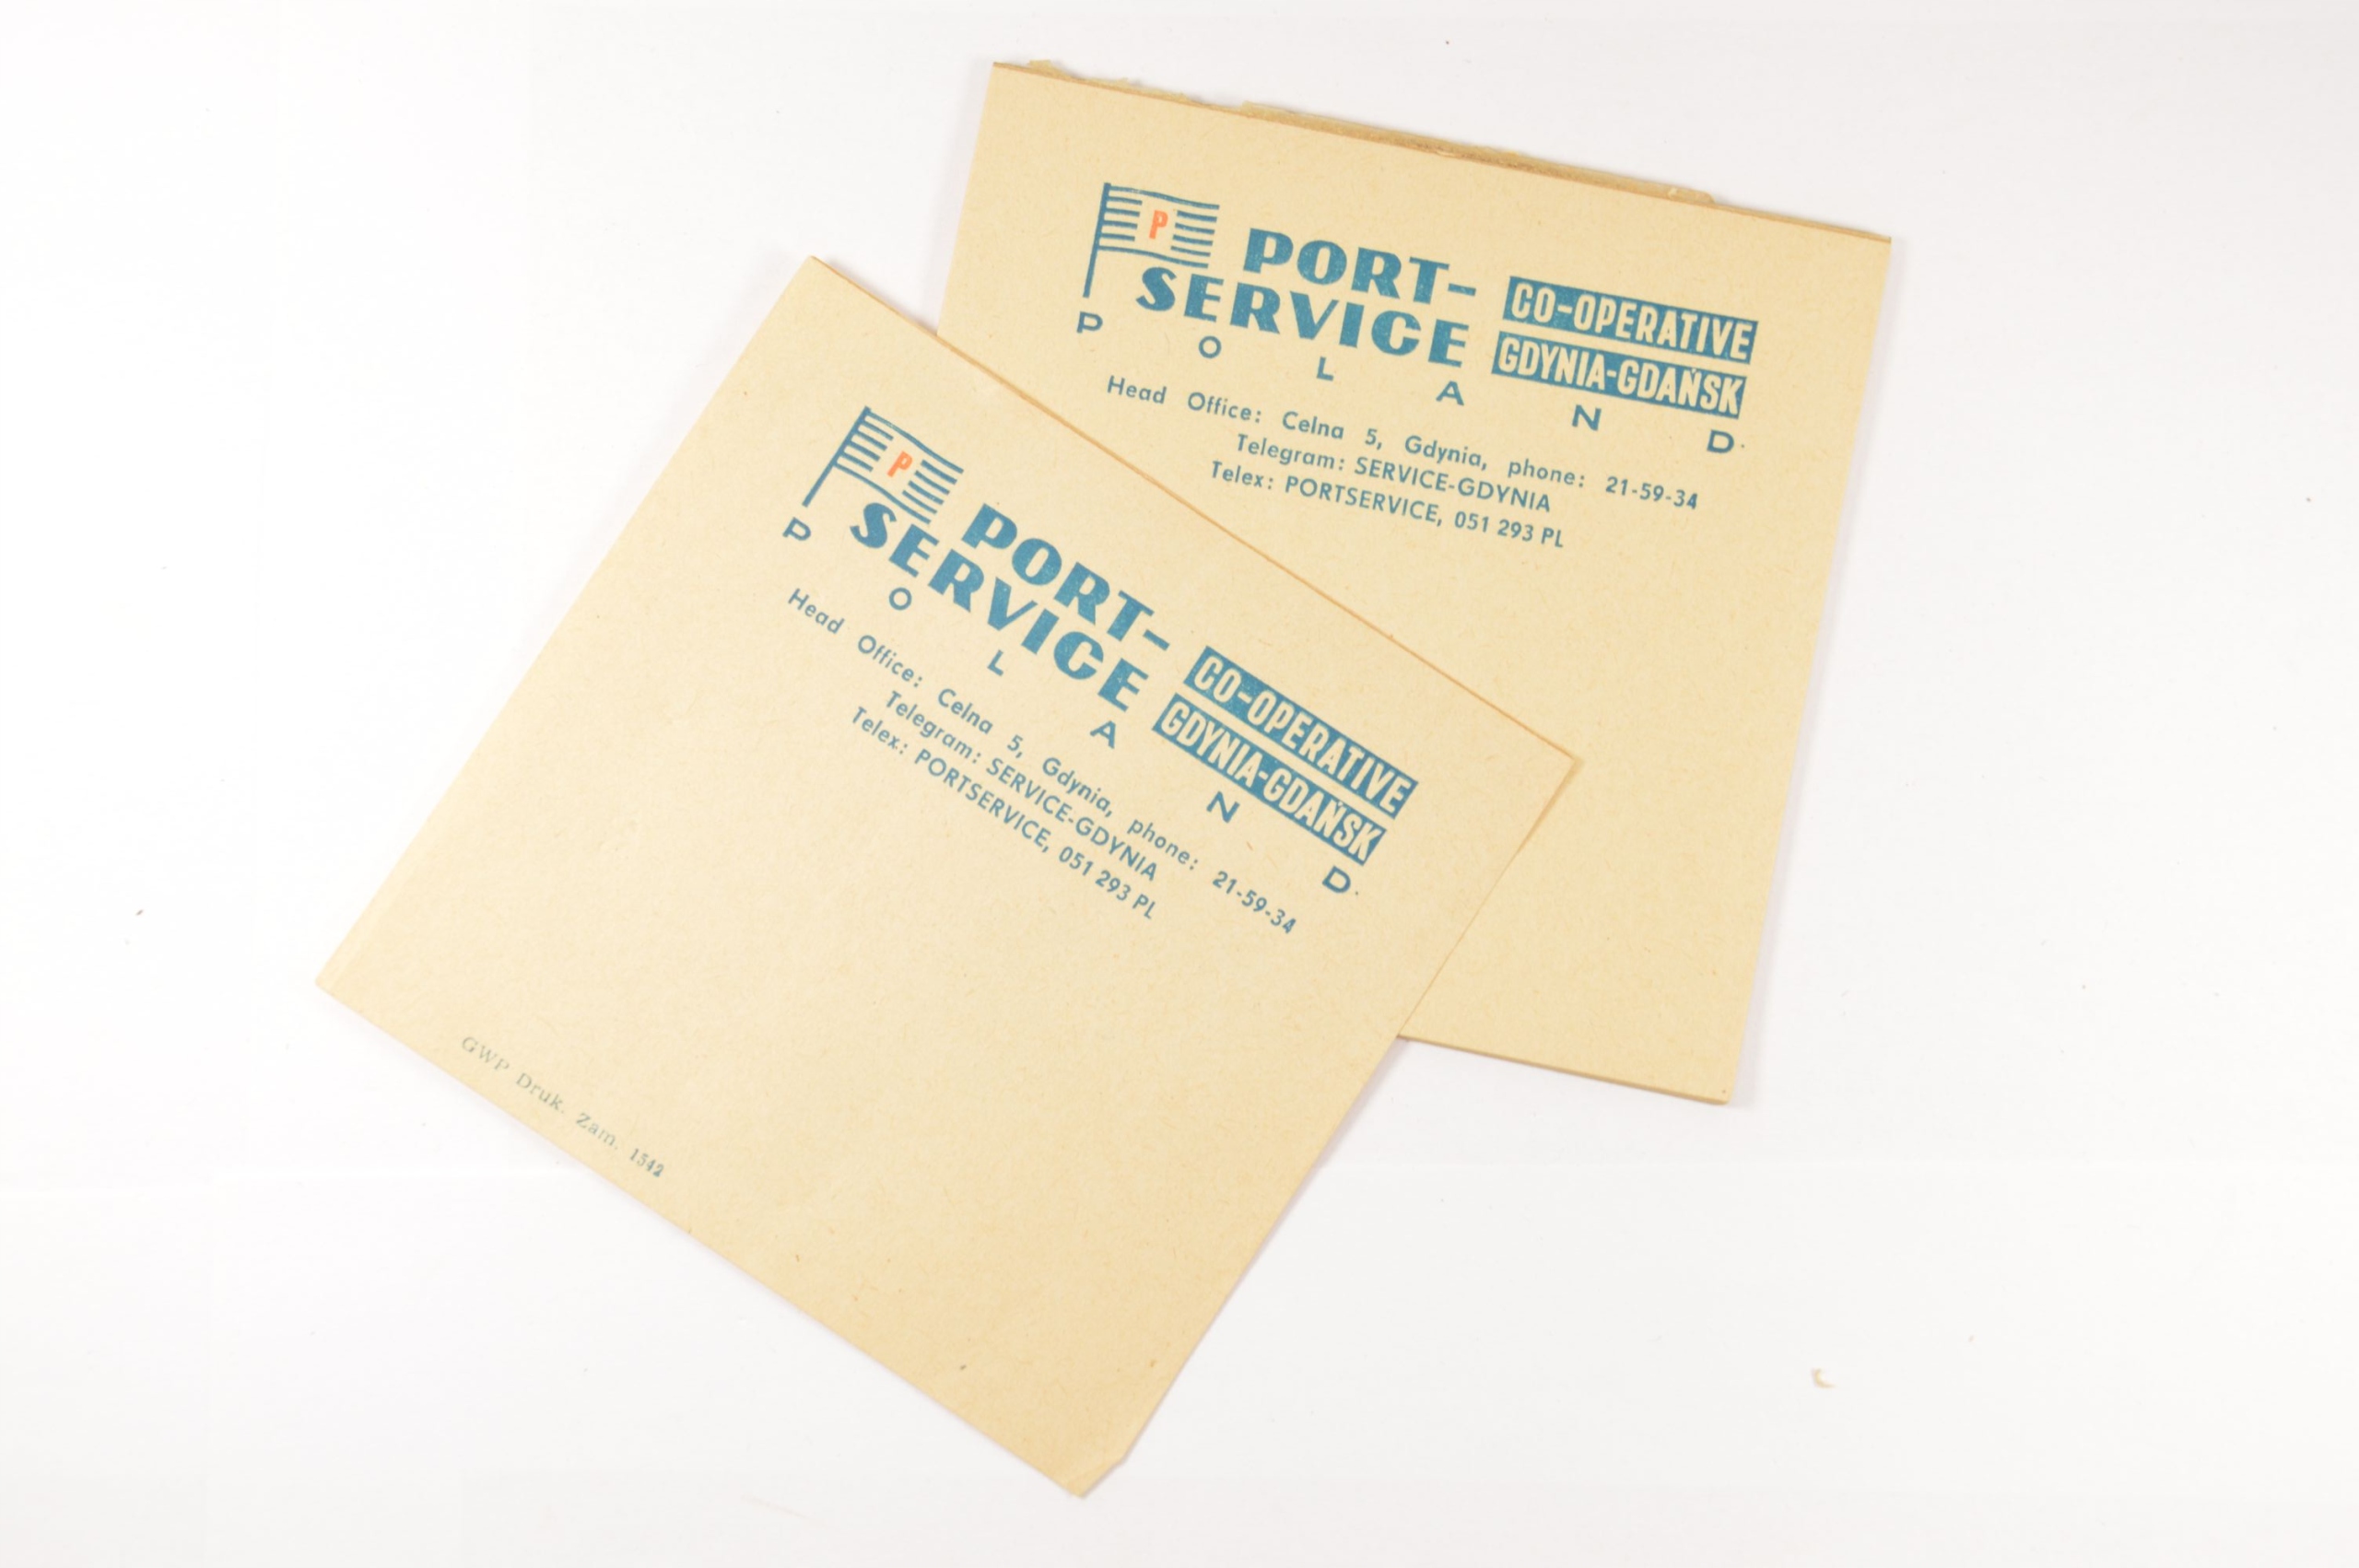 P
PORT-
SERVICE
CO-OPERATIVE
GDYNIA-GDAŃSK
P O L A N D
Head Office: Celna 5, Gdynia, phone: 21-59-34
Telegram: SERVICE-GDYNIA
Telex: PORTSERVICE, 051 293 PL
P
PORT-
SERVICE
CO-OPERATIVE
GDYNIA-GDAŃSK
P O L A N D
Head Office: Celna 5, Gdynia, phone: 21-59-34
Telegram: SERVICE-GDYNIA
Telex: PORTSERVICE, 051 293 PL
GWP Druk. Zam. 1542